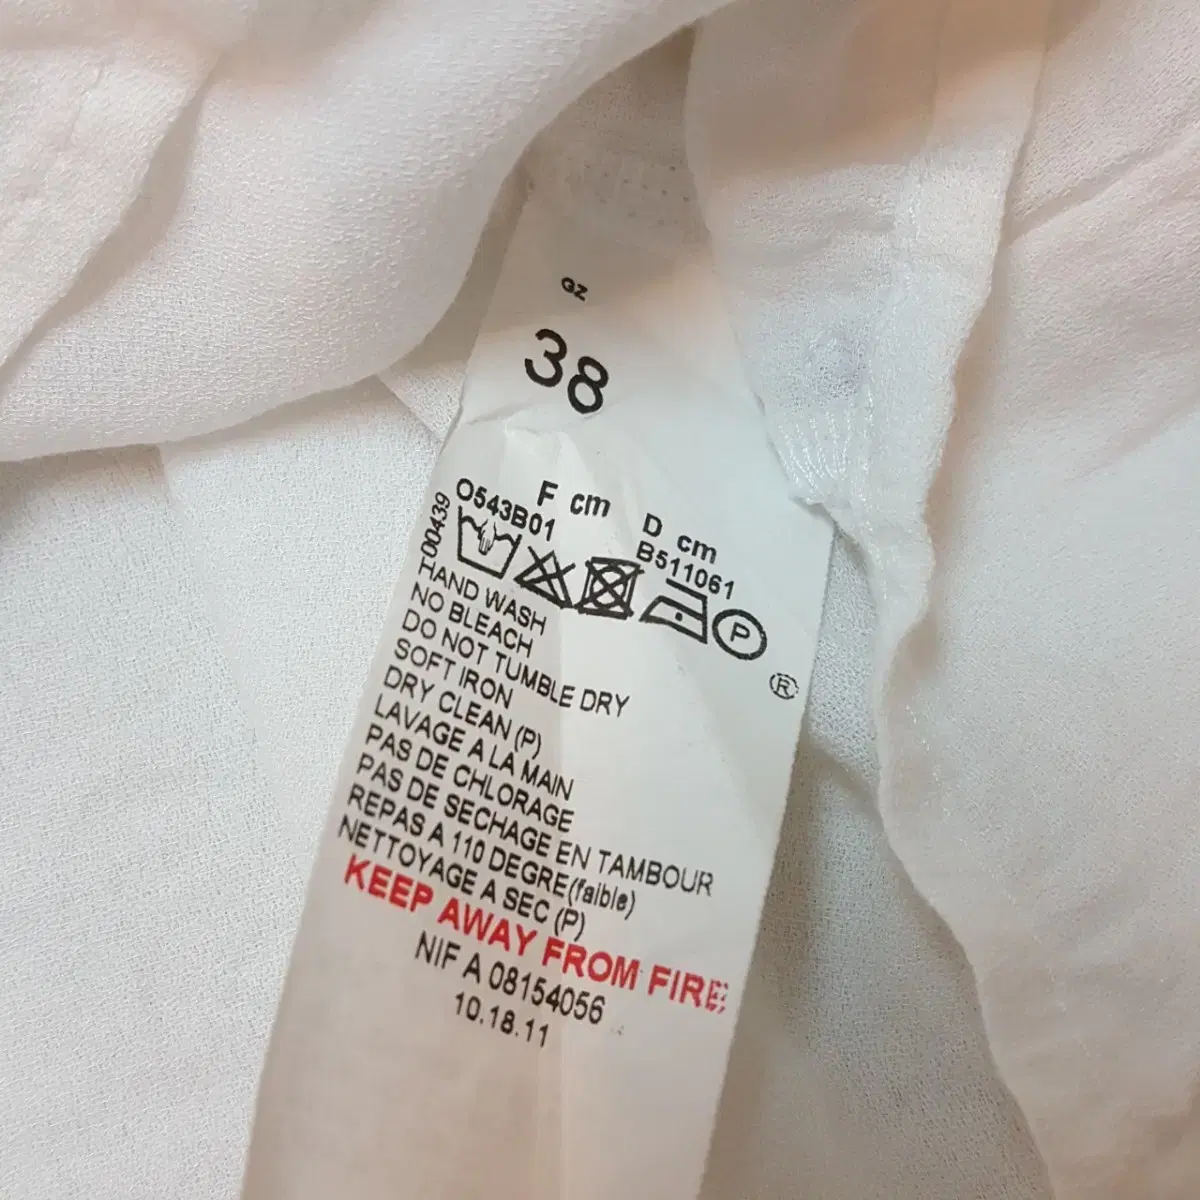 GZ
38
F cm D cm
O543B01 B511061
00439
P
®
HAND WASH
NO BLEACH
DO NOT TUMBLE DRY
SOFT IRON
DRY CLEAN (P)
LAVAGE A LA MAIN
PAS DE CHLORAGE
PAS DE SECHAGE EN TAMBOUR
REPAS A 110 DEGRE(faible)
NETTOYAGE A SEC (P)
KEEP AWAY FROM FIRE
NIF A 08154056
10.18.11